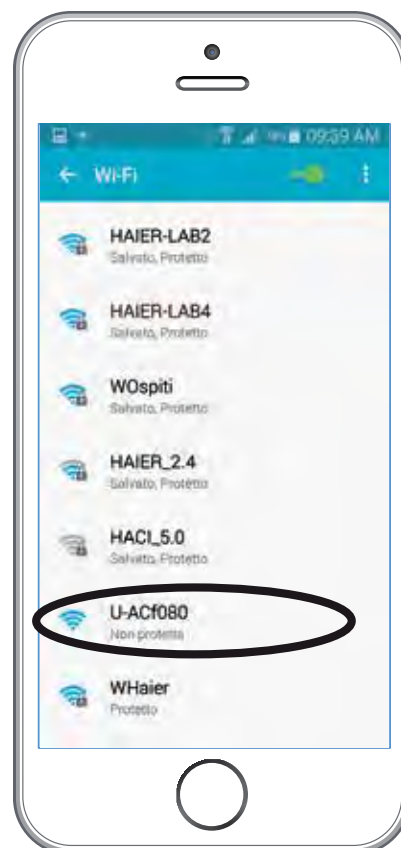 09:39 AM
Wi-Fi
HAIER-LAB2
Salvato, Protetto
HAIER-LAB4
Salvato, Protetto
WOspiti
Salvato, Protetto
HAIER_2.4
Salvato, Protetto
HACI_5.0
Salvato, Protetto
U-ACf080
Non protetta
WHaier
Protetto